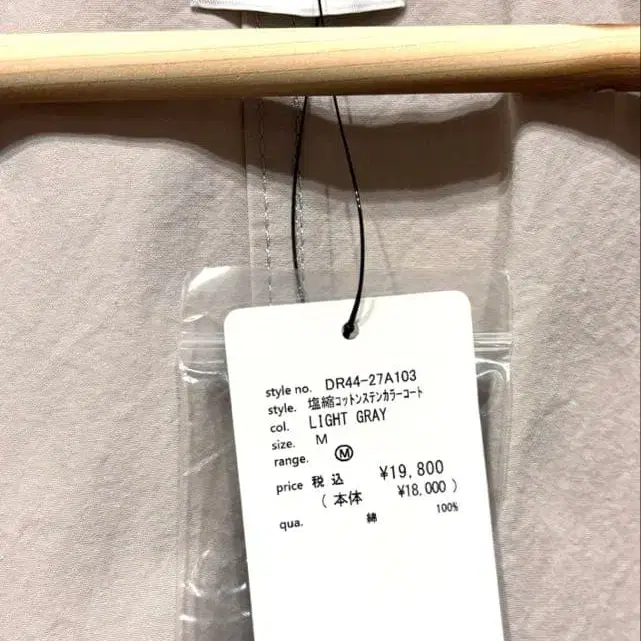 style no. DR44-27A103
style. 塩縮ｺｯﾄﾝｽﾃﾝｶﾗｰｺｰﾄ
col. LIGHT GRAY
size. M
range. Ⓜ
price 税込 ¥19,800
( 本体 ¥18,000 )
qua. 綿 100%